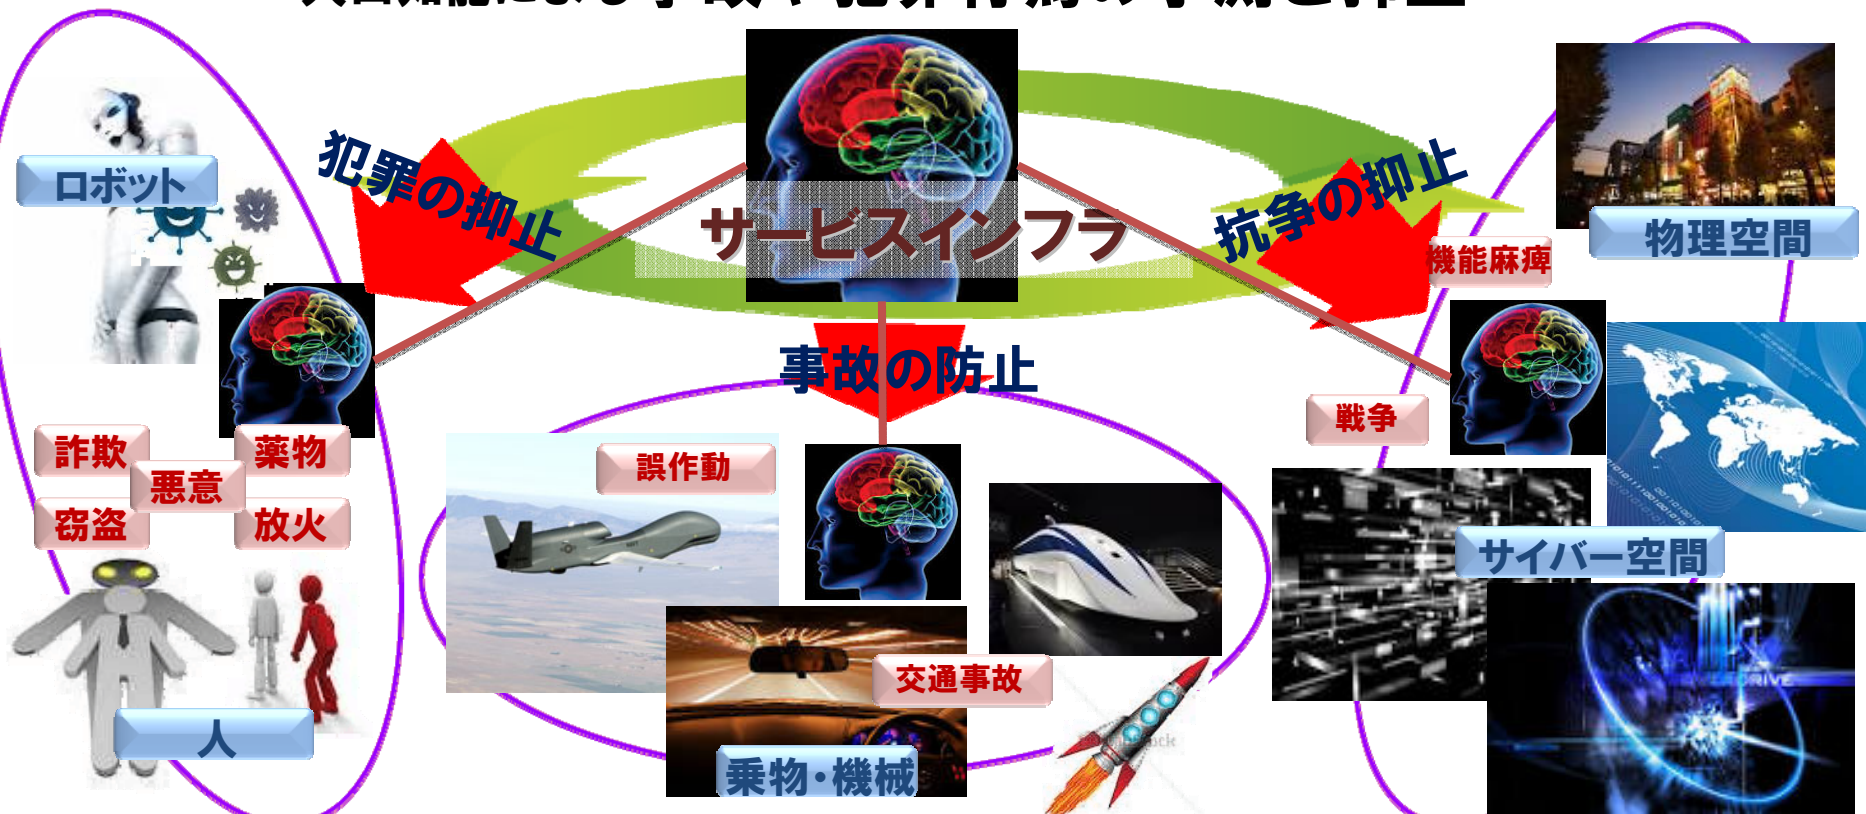 犯罪の抑止
抗争の抑止
サービスインフラ
事故の防止
ロボット
物理空間
機能麻痺
戦争
詐欺
薬物
悪意
窃盗
放火
誤作動
サイバー空間
交通事故
人
乗物・機械